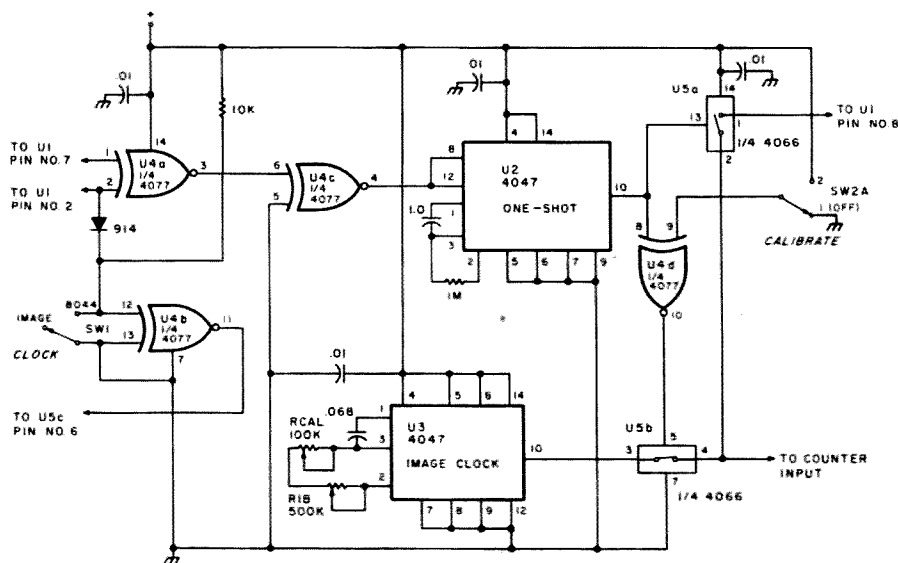 +
.01
10K
14
TO U1
PIN NO.7
1
U4a
1/4
4077
3
TO U1
PIN NO.2
2
914
8044
12
IMAGE
SW1
13
CLOCK
U4b
1/4
4077
11
7
TO U5c
PIN NO.6
6
U4c
1/4
4077
4
5
.01
4
14
8
12
1.0
1
3
2
1M
U2
4047
ONE-SHOT
10
5
6
7
9
.01
U5a
14
13
1
1/4 4066
2
TO U1
PIN NO.8
2
SW2A
1 (OFF)
CALIBRATE
8
9
U4d
1/4
4077
10
.01
4
5
6
14
.068
1
RCAL
100K
3
R1B
500K
2
U3
4047
IMAGE CLOCK
10
7
8
9
12
U5b
5
3
4
7
1/4 4066
TO COUNTER
INPUT